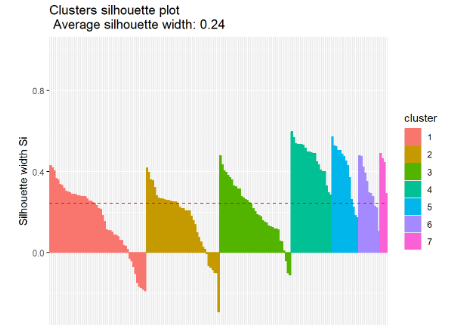 Clusters silhouette plot
Average silhouette width: 0.24
Silhouette width Si
0.8
0.4
0.0
cluster
1
2
3
4
5
6
7